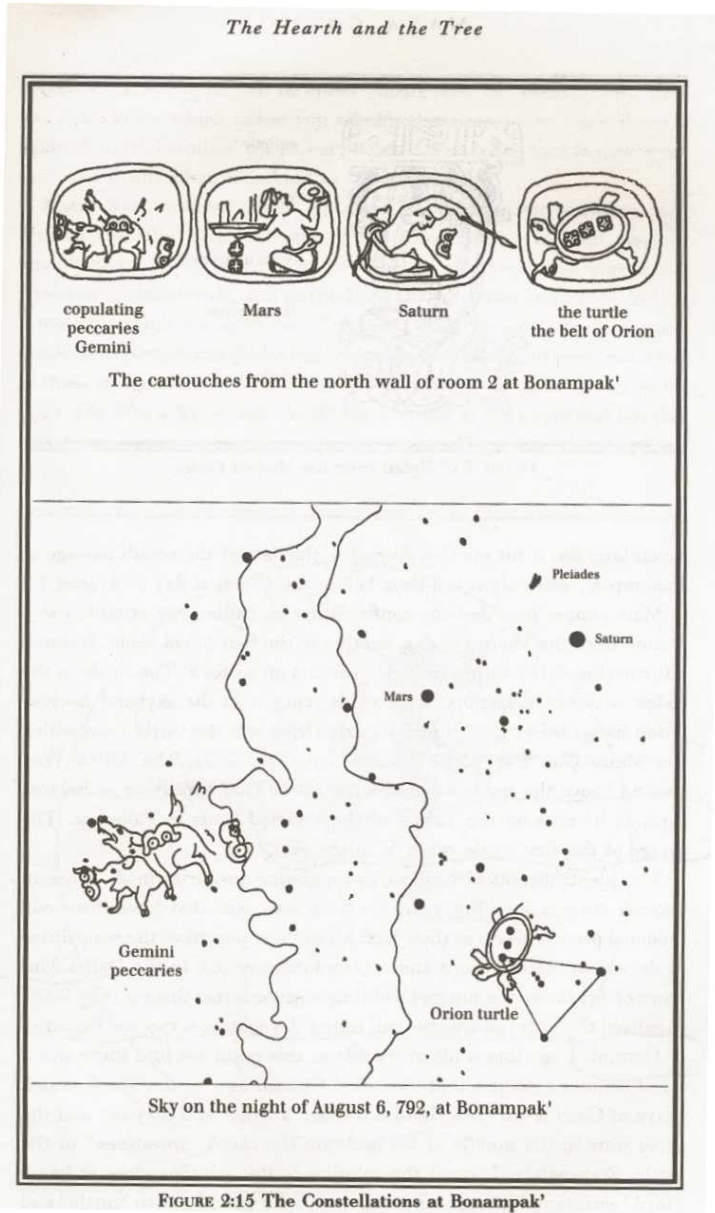 The Hearth and the Tree
copulating
peccaries
Gemini
Mars
Saturn
the turtle
the belt of Orion
The cartouches from the north wall of room 2 at Bonampak'
Pleiades
Saturn
Mars
Gemini
peccaries
Orion turtle
Sky on the night of August 6, 792, at Bonampak'
FIGURE 2:15 The Constellations at Bonampak'